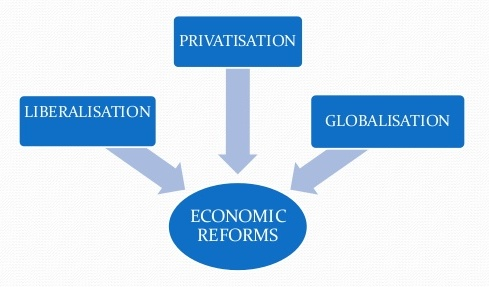 PRIVATISATION
LIBERALISATION
GLOBALISATION
ECONOMIC
REFORMS